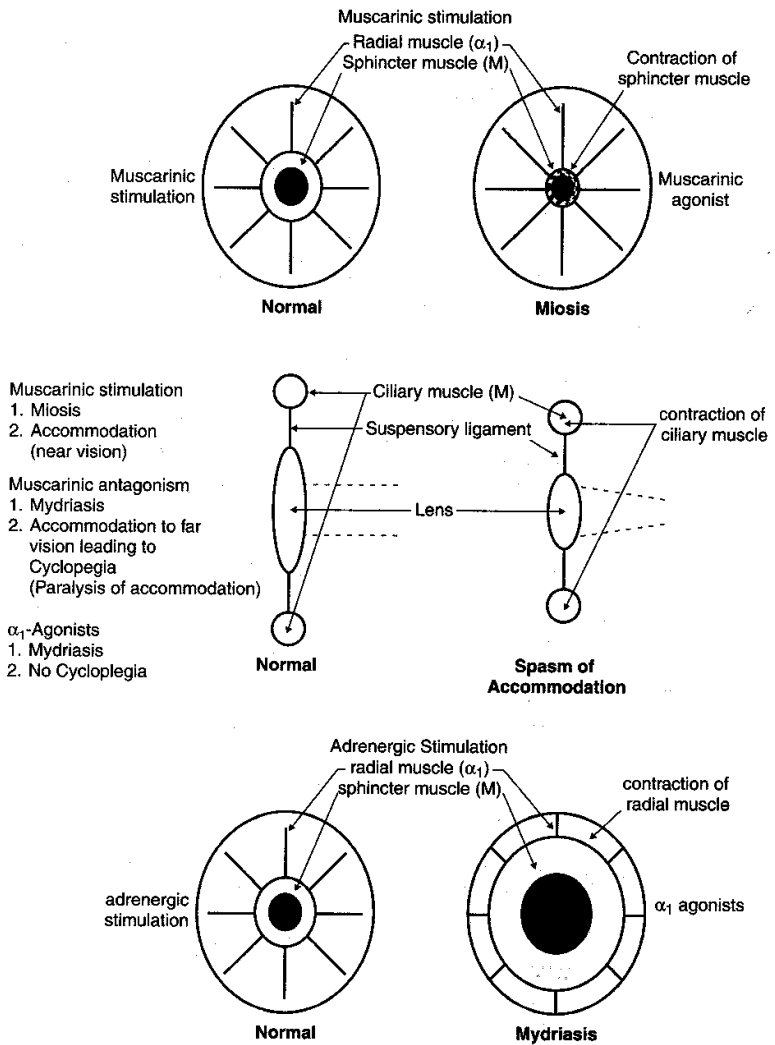 Muscarinic stimulation
Radial muscle (α₁)
Sphincter muscle (M)
Contraction of
sphincter muscle
Muscarinic
stimulation
Muscarinic
agonist
Normal
Miosis
Muscarinic stimulation
1. Miosis
2. Accommodation
(near vision)
Muscarinic antagonism
1. Mydriasis
2. Accommodation to far
vision leading to
Cyclopegia
(Paralysis of accommodation)
α₁-Agonists
1. Mydriasis
2. No Cycloplegia
Ciliary muscle (M)
Suspensory ligament
contraction of
ciliary muscle
Lens
Normal
Spasm of
Accommodation
Adrenergic Stimulation
radial muscle (α₁)
sphincter muscle (M)
contraction of
radial muscle
adrenergic
stimulation
α₁ agonists
Normal
Mydriasis